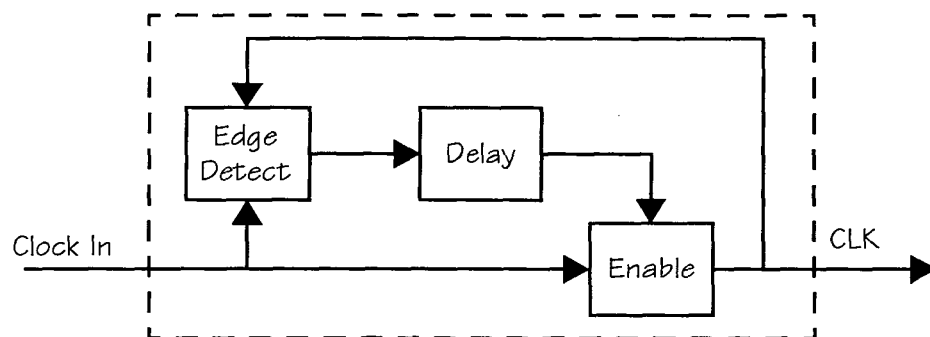 Edge
Detect
Delay
Clock In
Enable
CLK